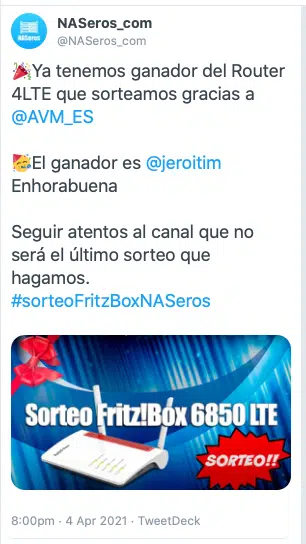 NASeros
NASeros_com
@NASeros_com
🎉Ya tenemos ganador del Router
4LTE que sorteamos gracias a
@AVM_ES
🥳El ganador es @jeroitim
Enhorabuena
Seguir atentos al canal que no
será el último sorteo que
hagamos.
#sorteoFritzBoxNASeros
Sorteo Fritz!Box 6850 LTE
SORTEO!!
8:00pm · 4 Apr 2021 · TweetDeck